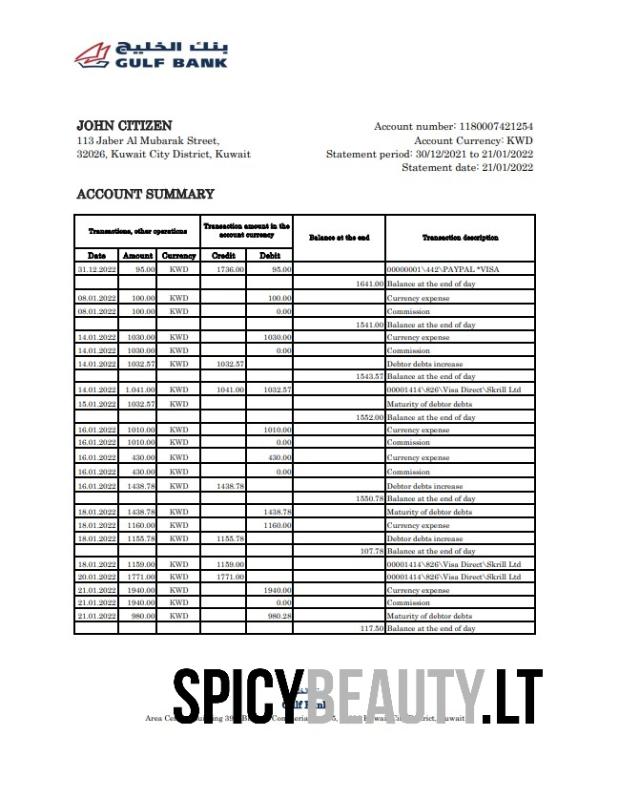 بنك الخليج
GULF BANK
JOHN CITIZEN
113 Jaber Al Mubarak Street,
32026, Kuwait City District, Kuwait
Account number: 1180007421254
Account Currency: KWD
Statement period: 30/12/2021 to 21/01/2022
Statement date: 21/01/2022
ACCOUNT SUMMARY
Transactions, other operations Transaction amount in the account currency Balance at the end Transaction description
Date Amount Currency Credit Debit
31.12.2022 95.00 KWD 1736.00 95.00 00000001\442\PAYPAL *VISA
1641.00 Balance at the end of day
08.01.2022 100.00 KWD 100.00 Currency expense
08.01.2022 100.00 KWD 0.00 Commission
1541.00 Balance at the end of day
14.01.2022 1030.00 KWD 1030.00 Currency expense
14.01.2022 1030.00 KWD 0.00 Commission
14.01.2022 1032.57 KWD 1032.57 Debtor debts increase
1543.57 Balance at the end of day
14.01.2022 1.041.00 KWD 1041.00 1032.57 00001414\826\Visa Direct\Skrill Ltd
15.01.2022 1032.57 KWD Maturity of debtor debts
1552.00 Balance at the end of day
16.01.2022 1010.00 KWD 1010.00 Currency expense
16.01.2022 1010.00 KWD 0.00 Commission
16.01.2022 430.00 KWD 430.00 Currency expense
16.01.2022 430.00 KWD 0.00 Commission
16.01.2022 1438.78 KWD 1438.78 Debtor debts increase
1550.78 Balance at the end of day
18.01.2022 1438.78 KWD 1438.78 Maturity of debtor debts
18.01.2022 1160.00 KWD 1160.00 Currency expense
18.01.2022 1155.78 KWD 1155.78 Debtor debts increase
107.78 Balance at the end of day
18.01.2022 1159.00 KWD 1159.00 00001414\826\Visa Direct\Skrill Ltd
20.01.2022 1771.00 KWD 1771.00 00001414\826\Visa Direct\Skrill Ltd
21.01.2022 1940.00 KWD 1940.00 Currency expense
21.01.2022 1940.00 KWD 0.00 Commission
21.01.2022 980.00 KWD 980.28 Maturity of debtor debts
117.50 Balance at the end of day
SPICYBEAUTY.LT
Area